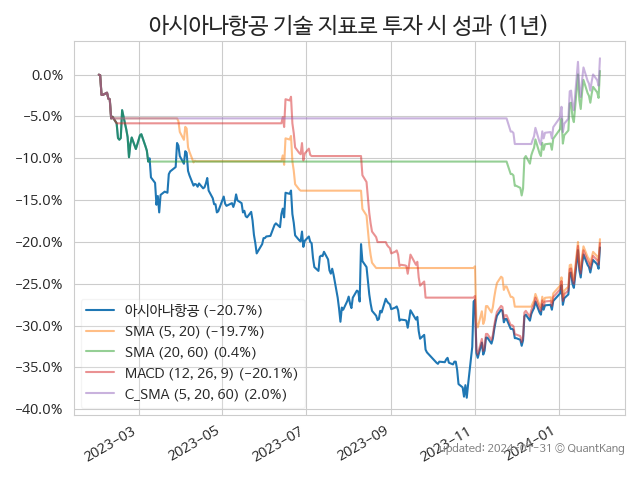 아시아나항공 기술 지표로 투자 시 성과 (1년)
0.0%
−5.0%
−10.0%
−15.0%
−20.0%
−25.0%
−30.0%
−35.0%
−40.0%
아시아나항공 (−20.7%)
SMA (5, 20) (−19.7%)
SMA (20, 60) (0.4%)
MACD (12, 26, 9) (−20.1%)
C_SMA (5, 20, 60) (2.0%)
2023−03
2023−05
2023−07
2023−09
2023−11
2024−01
updated: 2024-01-31 © QuantKang